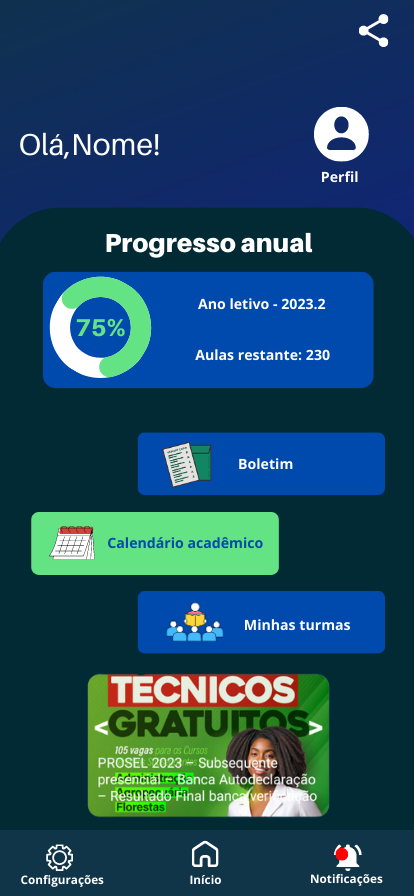 Olá,Nome!
Perfil
Progresso anual
75%
Ano letivo - 2023.2
Aulas restante: 230
Boletim
Calendário acadêmico
Minhas turmas
TECNICOS
<GRATUITOS>
105 vagas para os Cursos
PROSEL 2023 – Subsequente
presencial – Banca Autodeclaração
– Resultado Final banca verificação
Florestas
Configurações
Início
Notificações